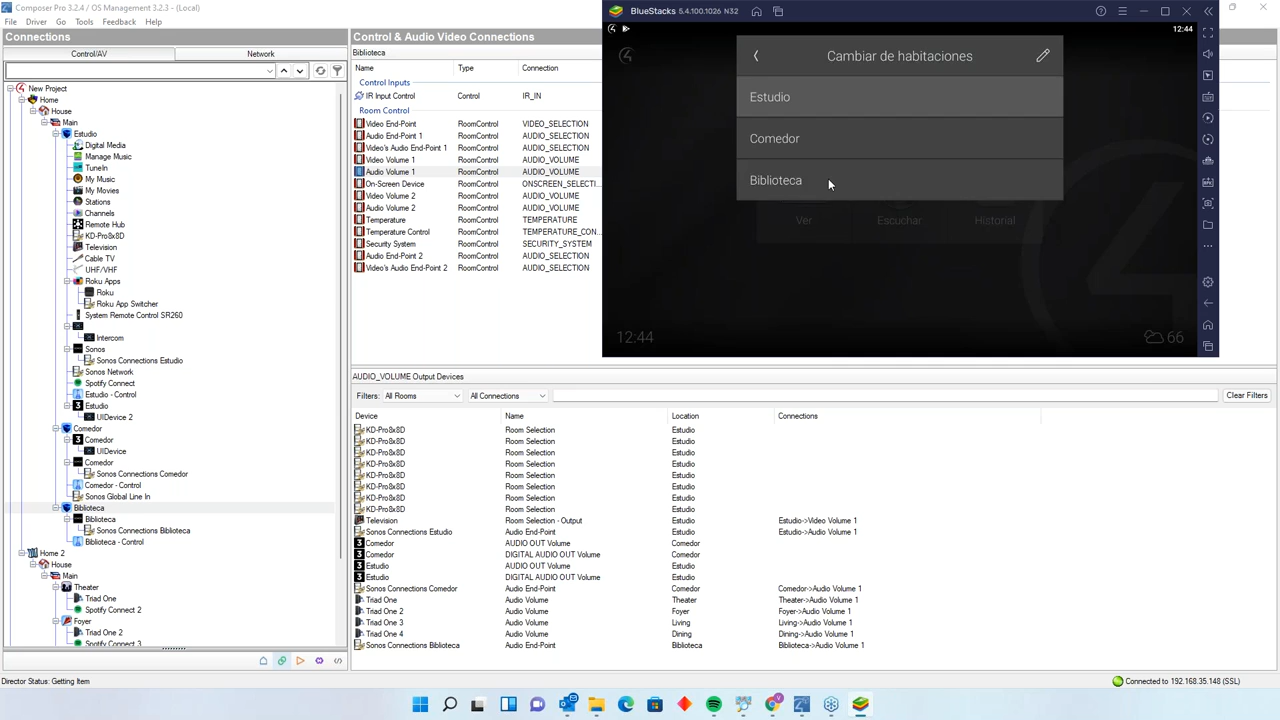 Composer Pro 3.2.4 / OS Management 3.2.3 - (Local)
File Driver Go Tools Feedback Help
Connections
Control/AV Network
New Project
Home
House
Main
Estudio
Digital Media
Manage Music
TuneIn
My Music
My Movies
Stations
Channels
Remote Hub
KD-Pro8x8D
Television
Cable TV
UHF/VHF
Roku Apps
Roku
Roku App Switcher
System Remote Control SR260
Intercom
Sonos
Sonos Connections Estudio
Sonos Network
Spotify Connect
Estudio - Control
Estudio
UIDevice 2
Comedor
Comedor
UIDevice
Comedor
Sonos Connections Comedor
Comedor - Control
Sonos Global Line In
Biblioteca
Biblioteca
Sonos Connections Biblioteca
Biblioteca - Control
Home 2
House
Main
Theater
Triad One
Spotify Connect 2
Foyer
Triad One 2
Spotify Connect 3
Control & Audio Video Connections
Biblioteca
Name Type Connection
Control Inputs
IR Input Control Control IR_IN
Room Control
Video End-Point RoomControl VIDEO_SELECTION
Audio End-Point 1 RoomControl AUDIO_SELECTION
Video's Audio End-Point 1 RoomControl AUDIO_SELECTION
Video Volume 1 RoomControl AUDIO_VOLUME
Audio Volume 1 RoomControl AUDIO_VOLUME
On-Screen Device RoomControl ONSCREEN_SELECTI...
Video Volume 2 RoomControl AUDIO_VOLUME
Audio Volume 2 RoomControl AUDIO_VOLUME
Temperature RoomControl TEMPERATURE
Temperature Control RoomControl TEMPERATURE_CON...
Security System RoomControl SECURITY_SYSTEM
Audio End-Point 2 RoomControl AUDIO_SELECTION
Video's Audio End-Point 2 RoomControl AUDIO_SELECTION
BlueStacks 5.4.100.1026 N32
12:44
Cambiar de habitaciones
Estudio
Comedor
Biblioteca
Ver Escuchar Historial
12:44 66
AUDIO_VOLUME Output Devices
Filters: All Rooms All Connections Clear Filters
Device Name Location Connections
KD-Pro8x8D Room Selection Estudio
KD-Pro8x8D Room Selection Estudio
KD-Pro8x8D Room Selection Estudio
KD-Pro8x8D Room Selection Estudio
KD-Pro8x8D Room Selection Estudio
KD-Pro8x8D Room Selection Estudio
KD-Pro8x8D Room Selection Estudio
KD-Pro8x8D Room Selection Estudio
Television Room Selection - Output Estudio Estudio->Video Volume 1
Sonos Connections Estudio Audio End-Point Estudio Estudio->Audio Volume 1
Comedor AUDIO OUT Volume Comedor
Comedor DIGITAL AUDIO OUT Volume Comedor
Estudio AUDIO OUT Volume Estudio
Estudio DIGITAL AUDIO OUT Volume Estudio
Sonos Connections Comedor Audio End-Point Comedor Comedor->Audio Volume 1
Triad One Audio Volume Theater Theater->Audio Volume 1
Triad One 2 Audio Volume Foyer Foyer->Audio Volume 1
Triad One 3 Audio Volume Living Living->Audio Volume 1
Triad One 4 Audio Volume Dining Dining->Audio Volume 1
Sonos Connections Biblioteca Audio End-Point Biblioteca Biblioteca->Audio Volume 1
Director Status: Getting Item Connected to 192.168.35.148 (SSL)